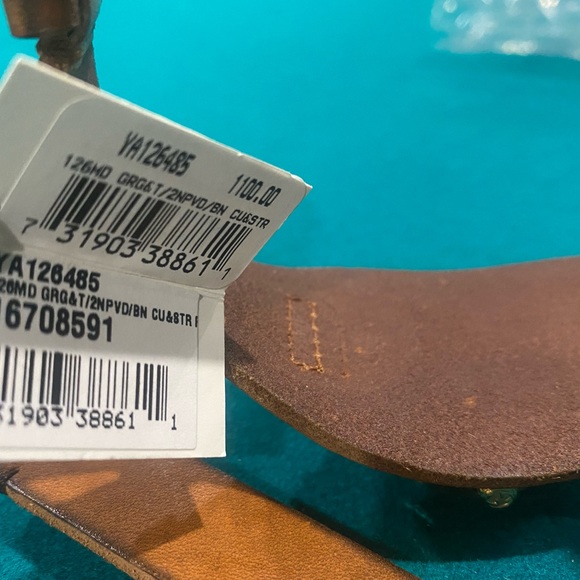 YA126485
1100.00
126MD GRG&T/2NPVD/BN CU&STR
7 31903 38861 1
YA126485
126MD GRG&T/2NPVD/BN CU&STR
16708591
31903 38861 1